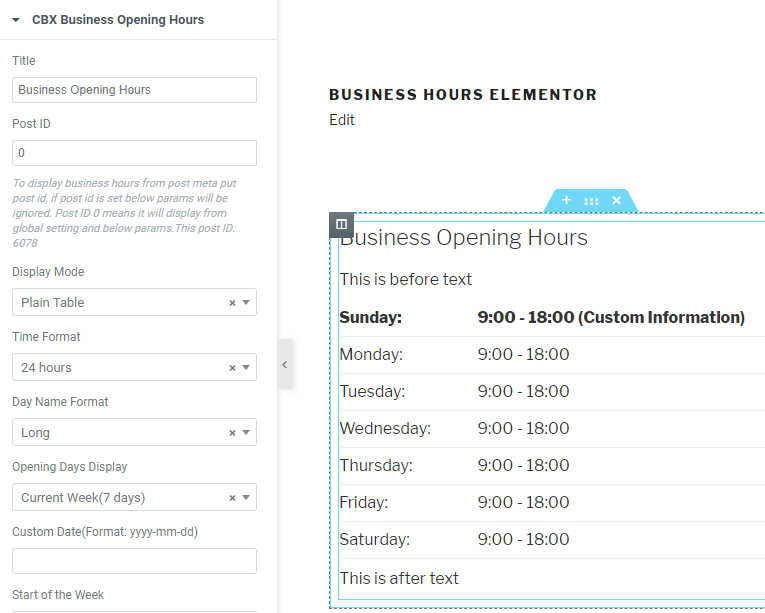 CBX Business Opening Hours
Title
Business Opening Hours
Post ID
0
To display business hours from post meta put
post id, if post id is set below params will be
ignored. Post ID 0 means it will display from
global setting and below params.This post ID:
6078
Display Mode
Plain Table
Time Format
24 hours
Day Name Format
Long
Opening Days Display
Current Week(7 days)
Custom Date(Format: yyyy-mm-dd)
Start of the Week
BUSINESS HOURS ELEMENTOR
Edit
Business Opening Hours
This is before text
Sunday: 9:00 - 18:00 (Custom Information)
Monday: 9:00 - 18:00
Tuesday: 9:00 - 18:00
Wednesday: 9:00 - 18:00
Thursday: 9:00 - 18:00
Friday: 9:00 - 18:00
Saturday: 9:00 - 18:00
This is after text